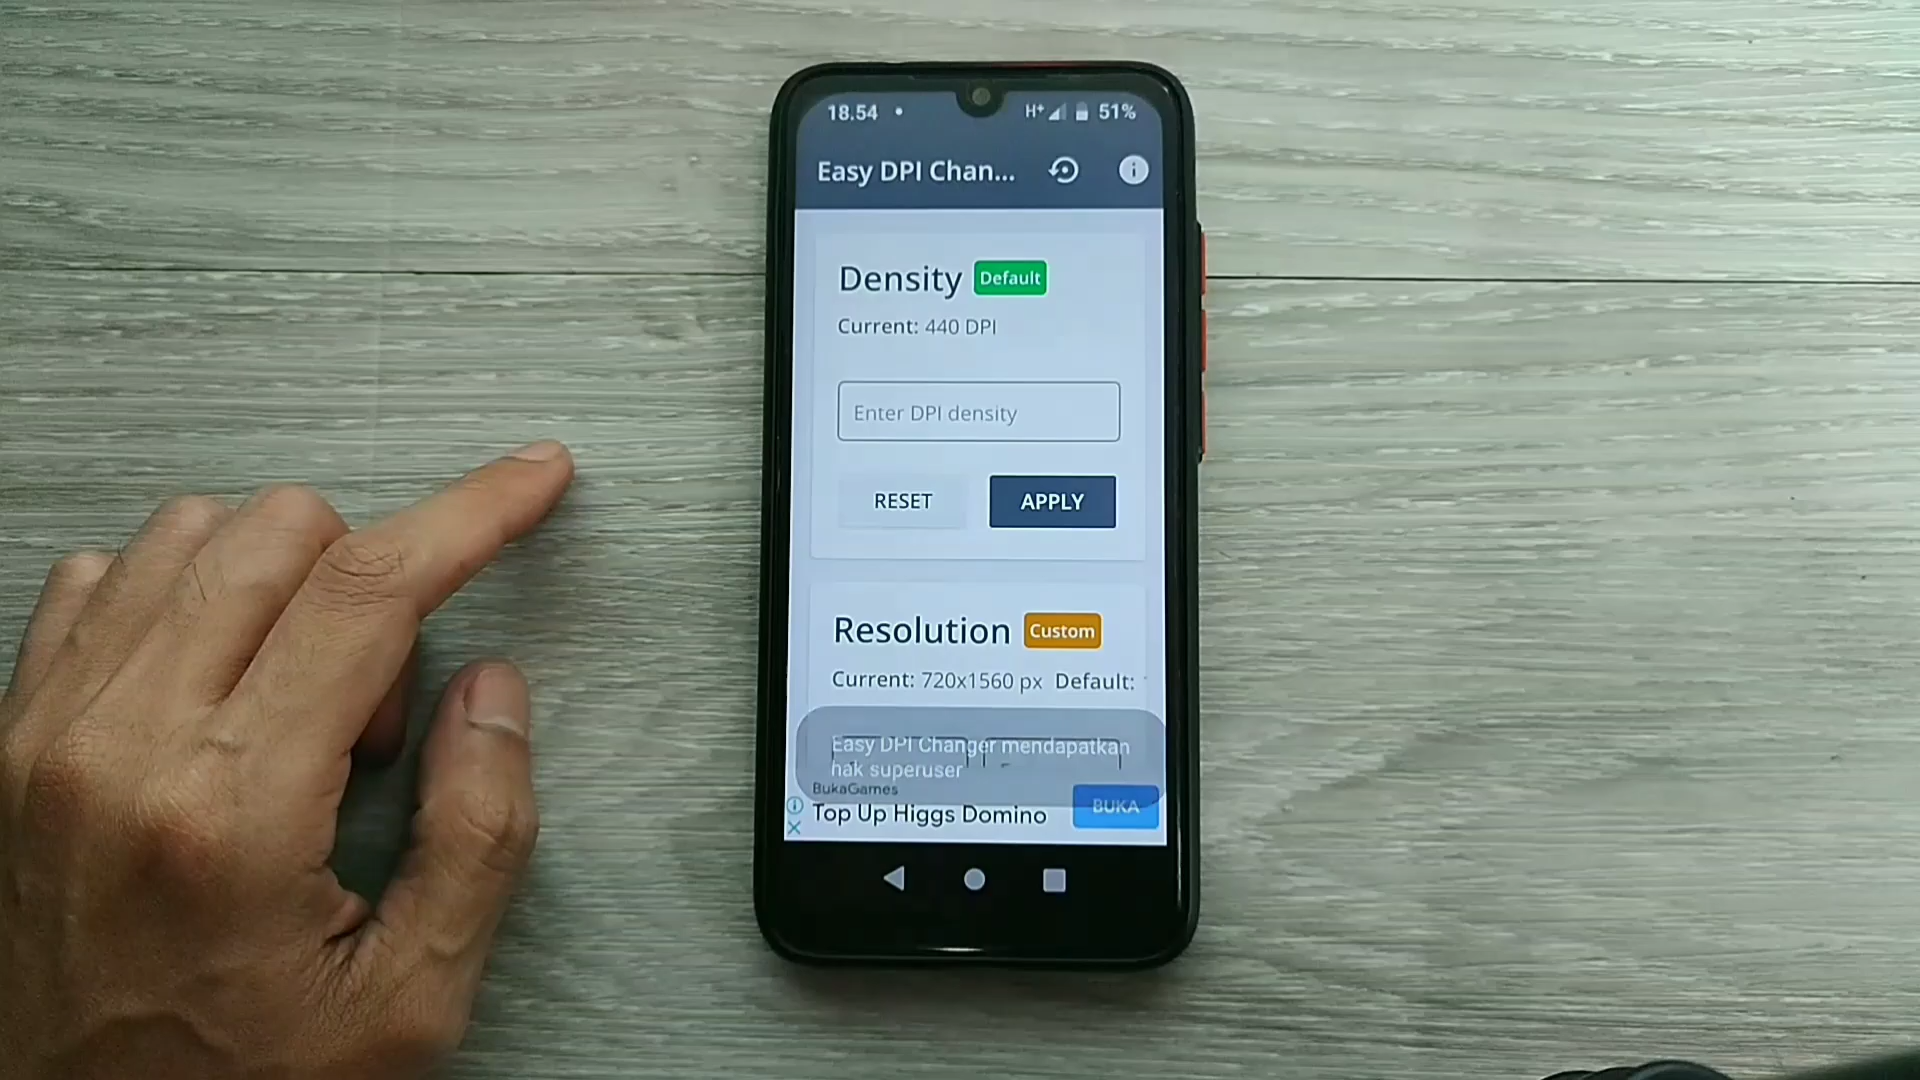 18.54 H+ 51%
Easy DPI Chan...
Density Default
Current: 440 DPI
Enter DPI density
RESET APPLY
Resolution Custom
Current: 720x1560 px Default:
Easy DPI Changer mendapatkan
hak superuser
BukaGames
Top Up Higgs Domino BUKA